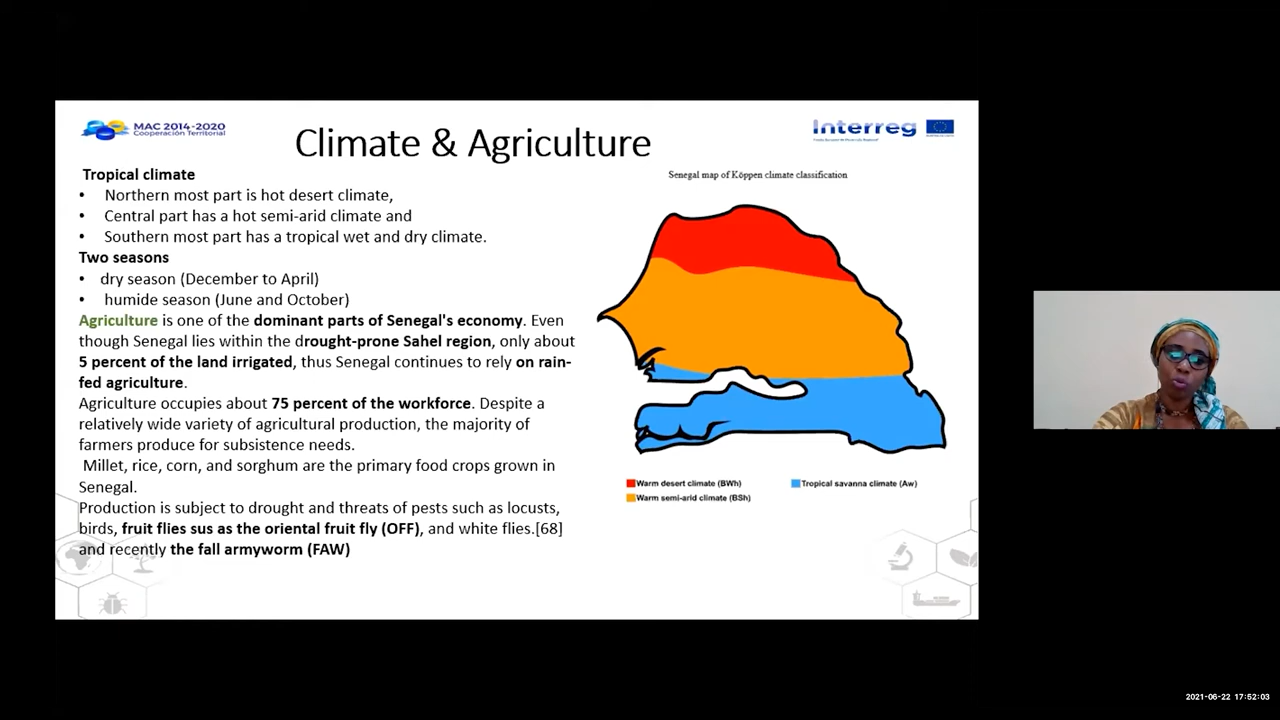 MAC 2014-2020
Cooperación Territorial
Climate & Agriculture
Interreg
Tropical climate
• Northern most part is hot desert climate,
• Central part has a hot semi-arid climate and
• Southern most part has a tropical wet and dry climate.
Two seasons
• dry season (December to April)
• humide season (June and October)
Agriculture is one of the dominant parts of Senegal's economy. Even
though Senegal lies within the drought-prone Sahel region, only about
5 percent of the land irrigated, thus Senegal continues to rely on rain-
fed agriculture.
Agriculture occupies about 75 percent of the workforce. Despite a
relatively wide variety of agricultural production, the majority of
farmers produce for subsistence needs.
Millet, rice, corn, and sorghum are the primary food crops grown in
Senegal.
Production is subject to drought and threats of pests such as locusts,
birds, fruit flies sus as the oriental fruit fly (OFF), and white flies.[68]
and recently the fall armyworm (FAW)
Senegal map of Köppen climate classification
Warm desert climate (BWh)
Warm semi-arid climate (BSh)
Tropical savanna climate (Aw)
2021-06-22 17:52:03